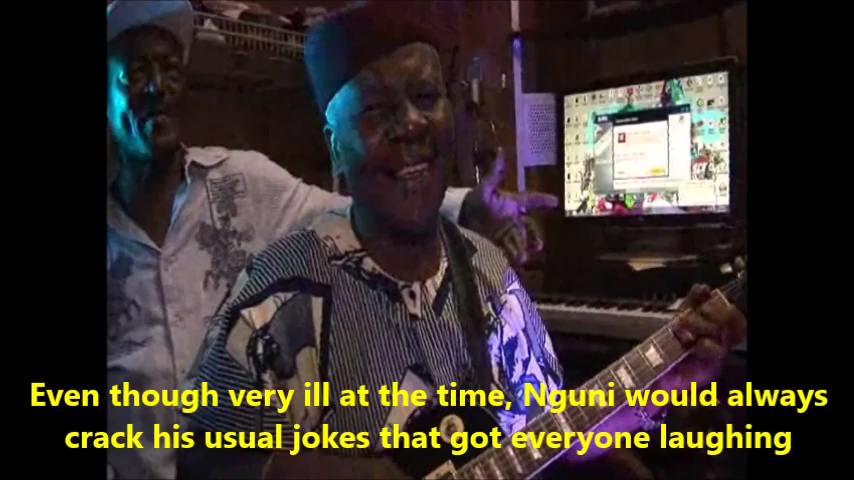 Even though very ill at the time, Nguni would always
crack his usual jokes that got everyone laughing